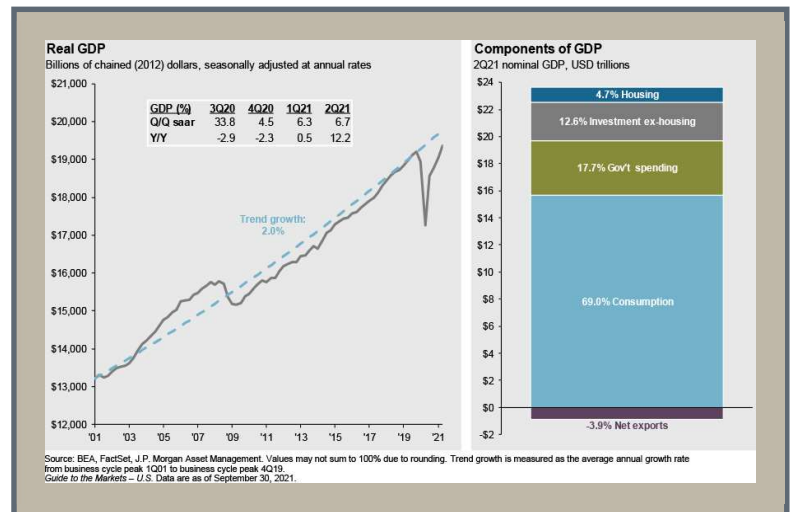 Real GDP
Billions of chained (2012) dollars, seasonally adjusted at annual rates
$21,000
$20,000
$19,000
$18,000
$17,000
$16,000
$15,000
$14,000
$13,000
$12,000
GDP (%) 3Q20 4Q20 1Q21 2Q21
Q/Q saar 33.8 4.5 6.3 6.7
Y/Y -2.9 -2.3 0.5 12.2
Trend growth:
2.0%
'01 '03 '05 '07 '09 '11 '13 '15 '17 '19 '21
Components of GDP
2Q21 nominal GDP, USD trillions
$24
$22
$20
$18
$16
$14
$12
$10
$8
$6
$4
$2
$0
-$2
4.7% Housing
12.6% Investment ex-housing
17.7% Gov't spending
69.0% Consumption
-3.9% Net exports
Source: BEA, FactSet, J.P. Morgan Asset Management. Values may not sum to 100% due to rounding. Trend growth is measured as the average annual growth rate
from business cycle peak 1Q01 to business cycle peak 4Q19.
Guide to the Markets – U.S. Data are as of September 30, 2021.